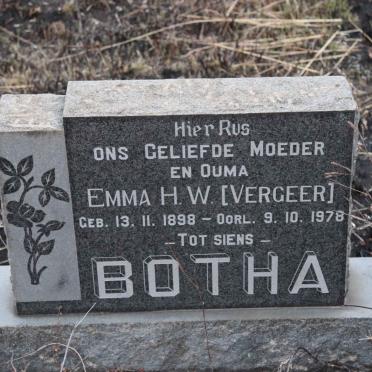 Hier Rus
ONS GELIEFDE MOEDER
EN OUMA
EMMA H.W. [VERGEER]
GEB. 13. 11. 1898 - OORL. 9. 10. 1978
- TOT SIENS -
BOTHA